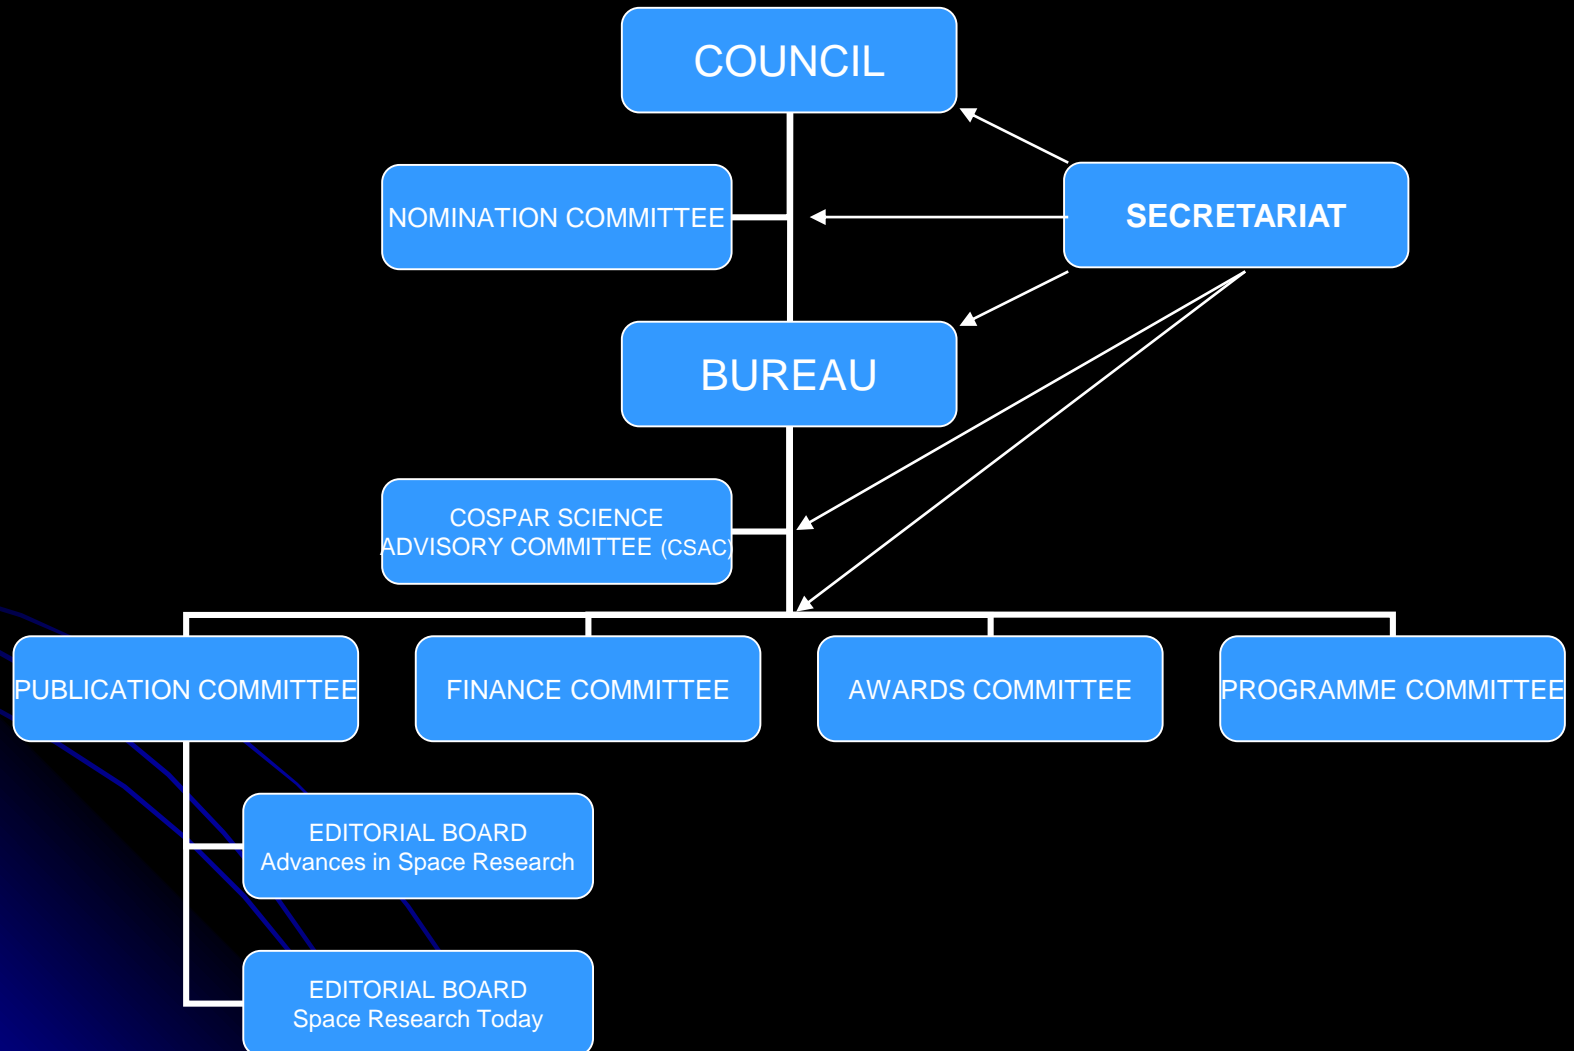 COUNCIL
NOMINATION COMMITTEE
SECRETARIAT
BUREAU
COSPAR SCIENCE
ADVISORY COMMITTEE (CSAC)
PUBLICATION COMMITTEE
FINANCE COMMITTEE
AWARDS COMMITTEE
PROGRAMME COMMITTEE
EDITORIAL BOARD
Advances in Space Research
EDITORIAL BOARD
Space Research Today